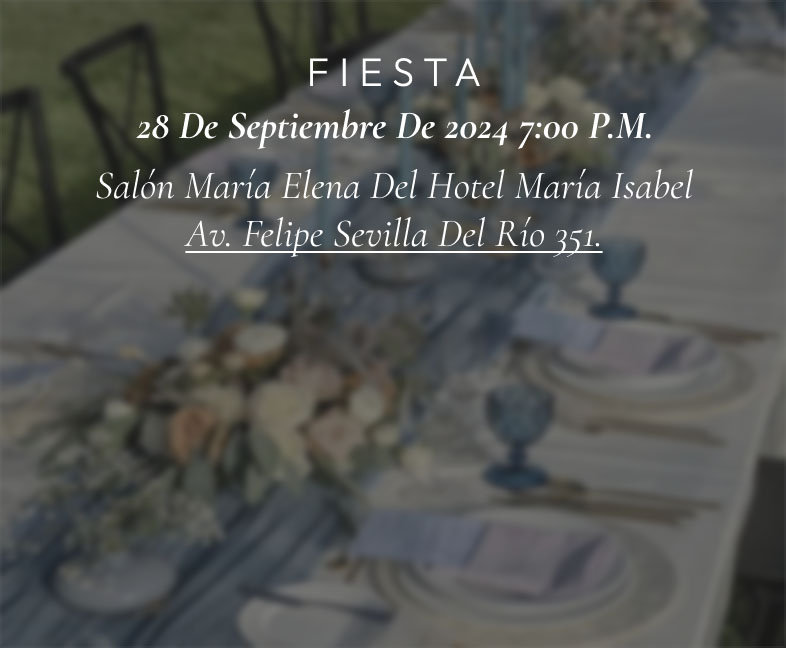 FIESTA
28 De Septiembre De 2024 7:00 P.M.
Salón María Elena Del Hotel María Isabel
Av. Felipe Sevilla Del Río 351.